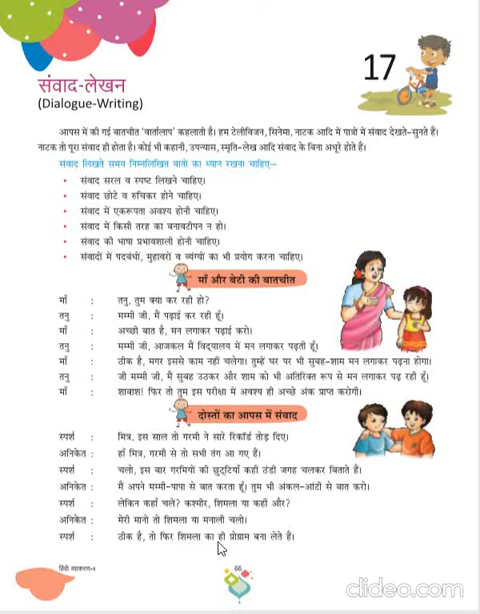 17
संवाद-लेखन
(Dialogue-Writing)
आपस में की गई बातचीत 'वार्तालाप' कहलाती है। हम टेलीविजन, सिनेमा, नाटक आदि में पात्रों में संवाद देखते-सुनते हैं।
नाटक तो पूरा संवाद ही होता है। कोई भी कहानी, उपन्यास, स्मृति-लेख आदि संवाद के बिना अधूरे होते हैं।
संवाद लिखते समय निम्नलिखित बातों का ध्यान रखना चाहिए—
• संवाद सरल व स्पष्ट लिखने चाहिए।
• संवाद छोटे व रुचिकर होने चाहिए।
• संवाद में एकरूपता अवश्य होनी चाहिए।
• संवाद में किसी तरह का बनावटीपन न हो।
• संवाद की भाषा प्रभावशाली होनी चाहिए।
• संवादों में पदबंधों, मुहावरों व व्यंग्यों का भी प्रयोग करना चाहिए।
माँ और बेटी की बातचीत
माँ : तनु, तुम क्या कर रही हो?
तनु : मम्मी जी, मैं पढ़ाई कर रही हूँ।
माँ : अच्छी बात है, मन लगाकर पढ़ाई करो।
तनु : मम्मी जी, आजकल मैं विद्यालय में मन लगाकर पढ़ती हूँ।
माँ : ठीक है, मगर इससे काम नहीं चलेगा। तुम्हें घर पर भी सुबह-शाम मन लगाकर पढ़ना होगा।
तनु : जी मम्मी जी, मैं सुबह उठकर और शाम को भी अतिरिक्त रूप से मन लगाकर पढ़ रही हूँ।
माँ : शाबाश! फिर तो तुम इस परीक्षा में अवश्य ही अच्छे अंक प्राप्त करोगी।
दोस्तों का आपस में संवाद
स्पर्श : मित्र, इस साल तो गरमी ने सारे रिकॉर्ड तोड़ दिए।
अनिकेत : हाँ मित्र, गरमी से तो सभी तंग आ गए हैं।
स्पर्श : चलो, इस बार गरमियों की छुट्टियाँ कहीं ठंडी जगह चलकर बिताते हैं।
अनिकेत : मैं अपने मम्मी-पापा से बात करता हूँ। तुम भी अंकल-आंटी से बात करो।
स्पर्श : लेकिन कहाँ चलें? कश्मीर, शिमला या कहीं और?
अनिकेत : मेरी मानो तो शिमला या मनाली चलो।
स्पर्श : ठीक है, तो फिर शिमला का ही प्रोग्राम बना लेते हैं।
हिंदी व्याकरण-4
66
clideo.com